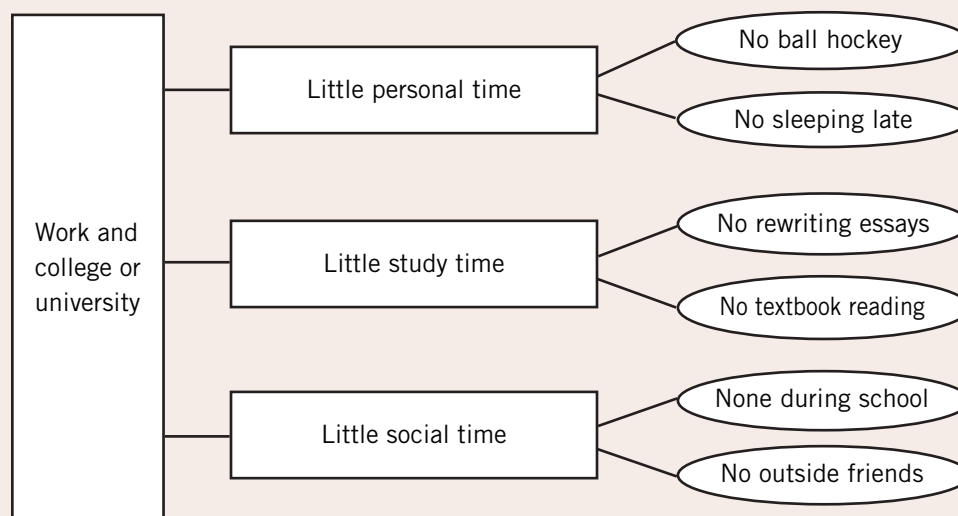 Work and
college or
university
Little personal time
No ball hockey
No sleeping late
Little study time
No rewriting essays
No textbook reading
Little social time
None during school
No outside friends